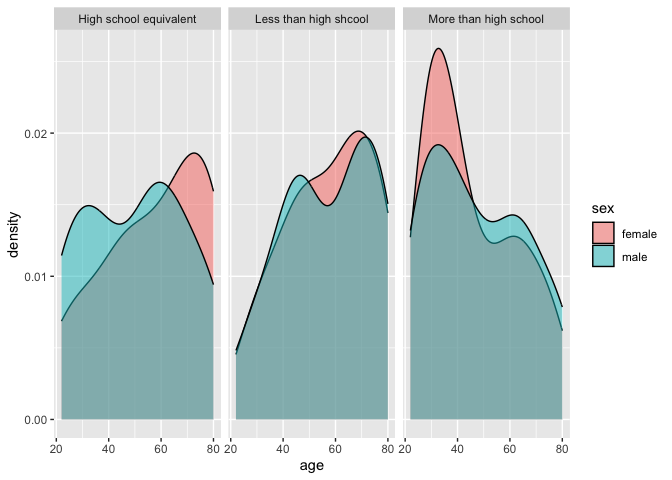 High school equivalent
Less than high shcool
More than high school
density
0.02
0.01
0.00
20 40 60 80
20 40 60 80
20 40 60 80
age
sex
female
male